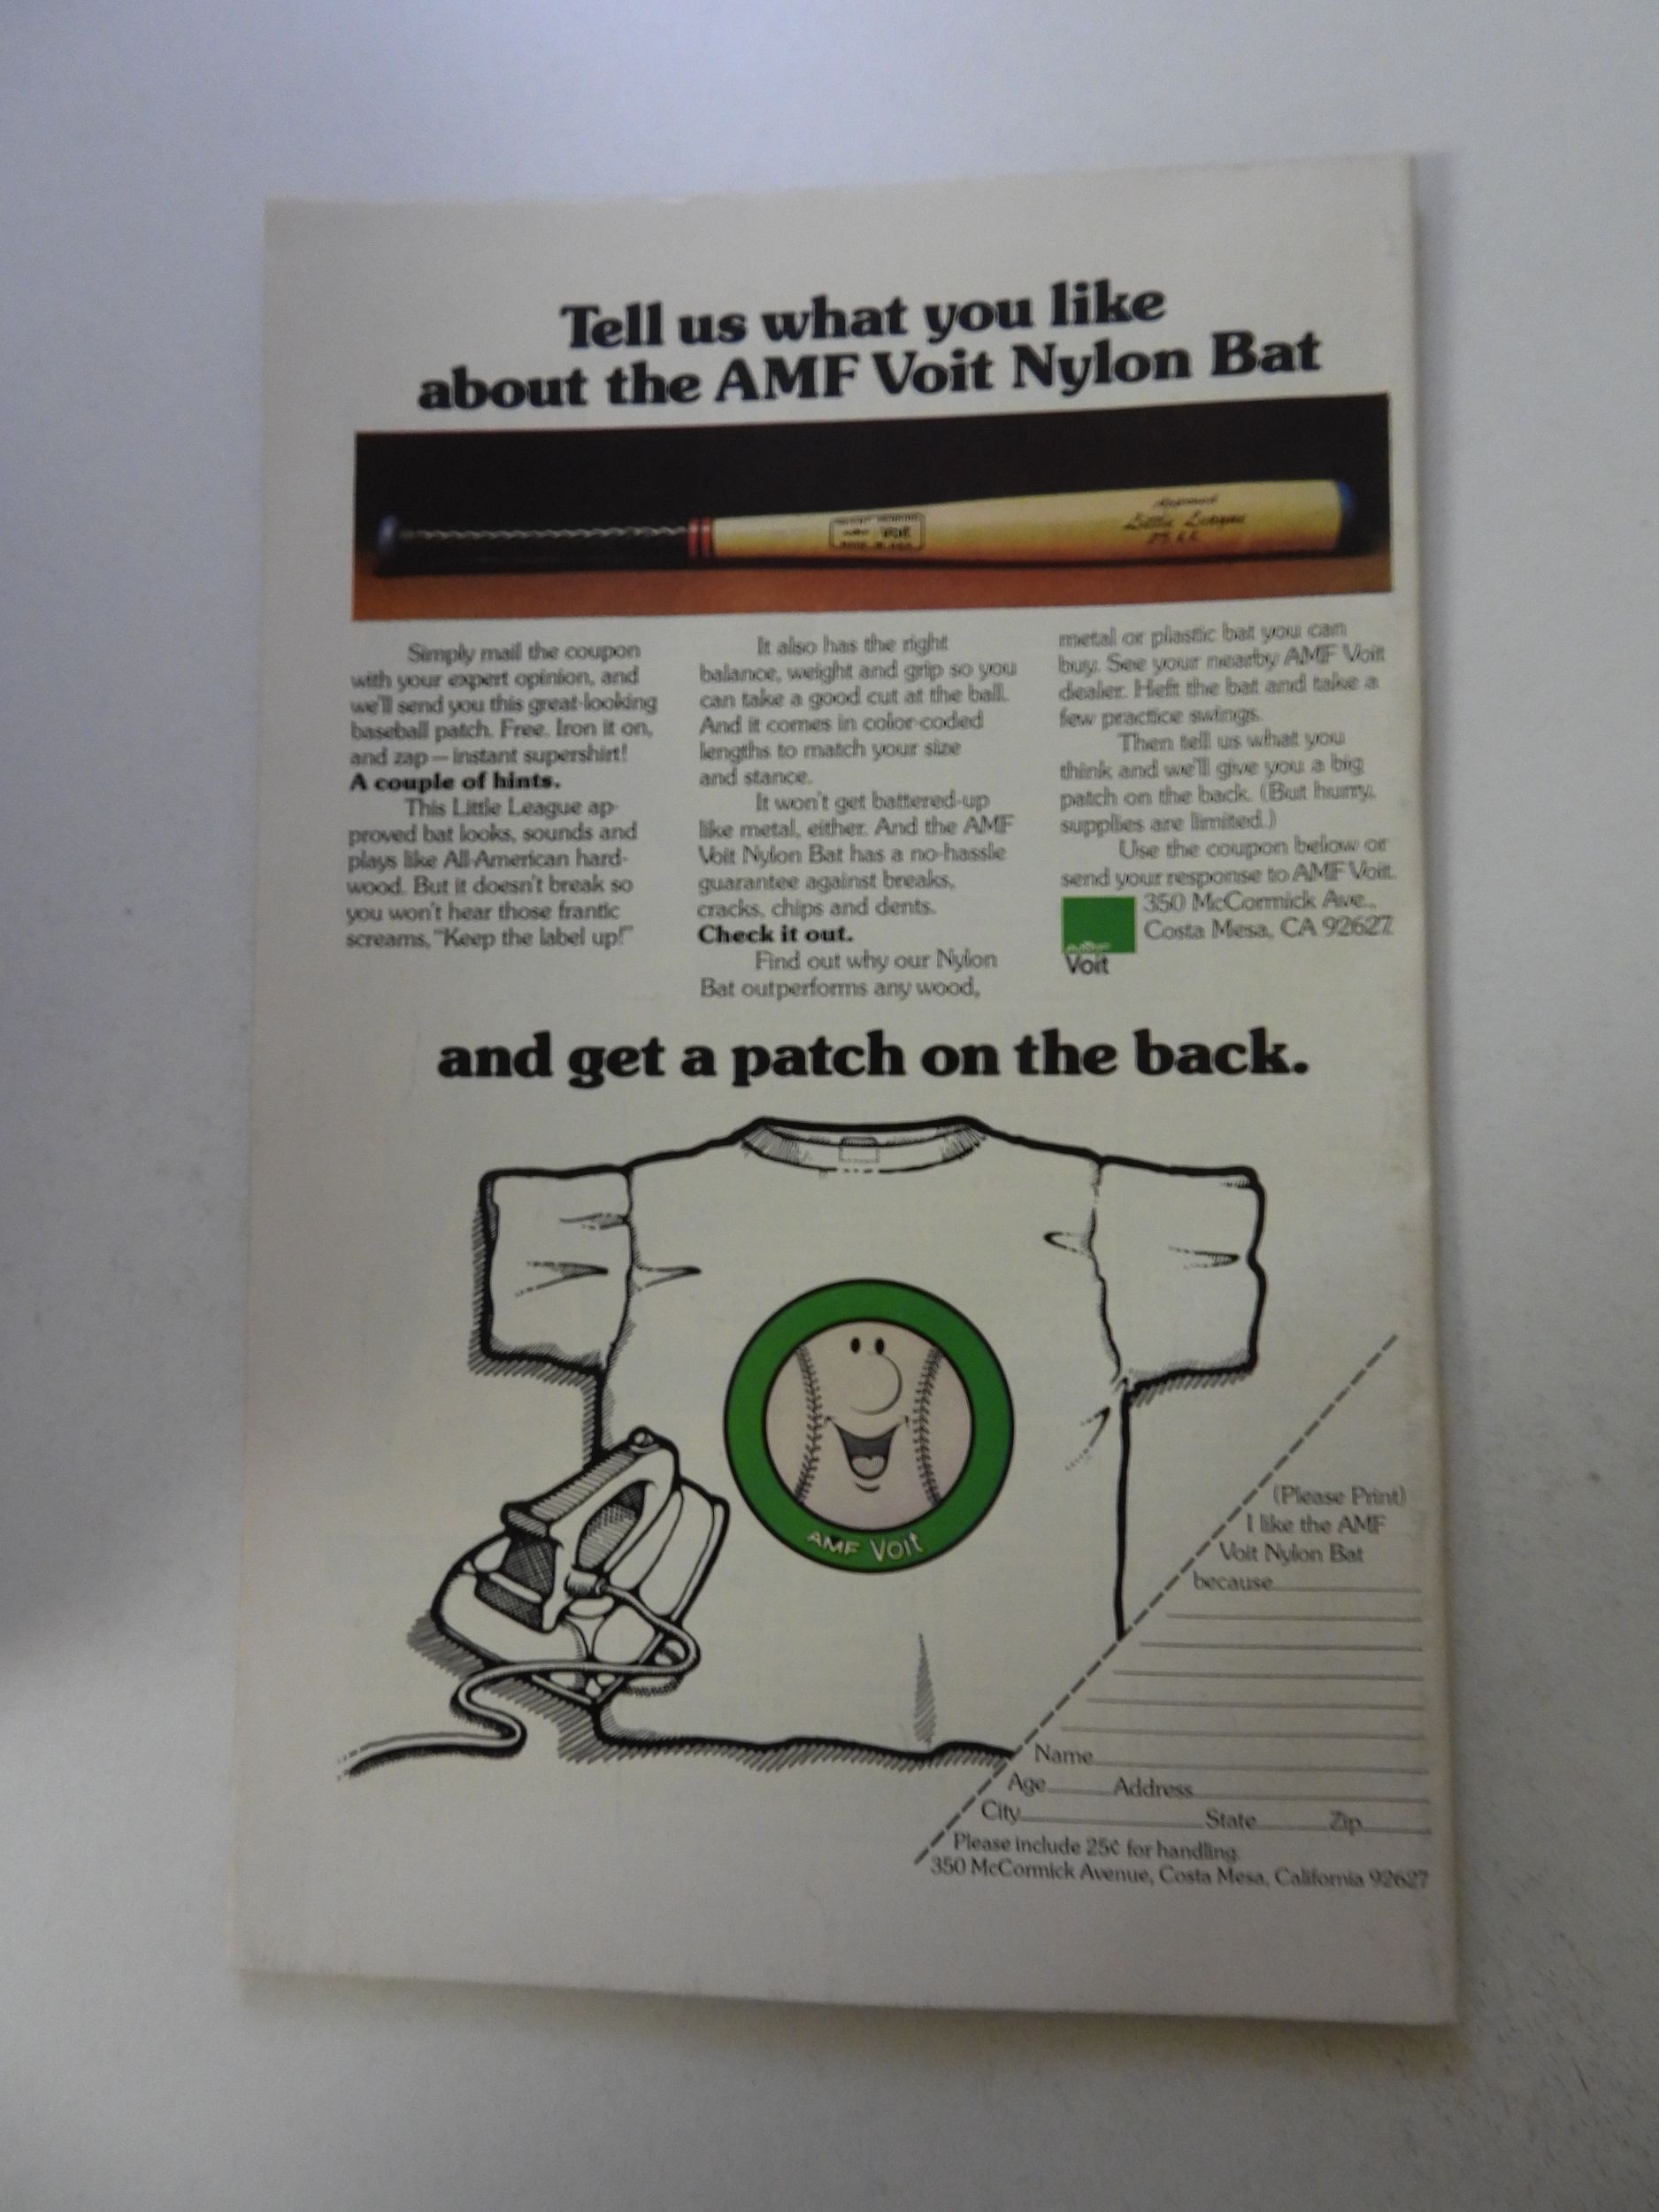 Tell us what you like
about the AMF Voit Nylon Bat
Voit
Little League
Simply mail the coupon
with your expert opinion, and
we'll send you this great-looking
baseball patch. Free. Iron it on,
and zap — instant supershirt!
A couple of hints.
This Little League ap-
proved bat looks, sounds and
plays like All-American hard-
wood. But it doesn't break so
you won't hear those frantic
screams, "Keep the label up!"
It also has the right
balance, weight and grip so you
can take a good cut at the ball.
And it comes in color-coded
lengths to match your size
and stance.
It won't get battered-up
like metal, either. And the AMF
Voit Nylon Bat has a no-hassle
guarantee against breaks,
cracks, chips and dents.
Check it out.
Find out why our Nylon
Bat outperforms any wood,
metal or plastic bat you can
buy. See your nearby AMF Voit
dealer. Heft the bat and take a
few practice swings.
Then tell us what you
think and we'll give you a big
patch on the back. (But hurry,
supplies are limited.)
Use the coupon below or
send your response to AMF Voit.
350 McCormick Ave.,
Costa Mesa, CA 92627.
AMF
Voit
and get a patch on the back.
AMF Voit
(Please Print)
I like the AMF
Voit Nylon Bat
because
Name
Age Address
City State Zip
Please include 25¢ for handling.
350 McCormick Avenue, Costa Mesa, California 92627